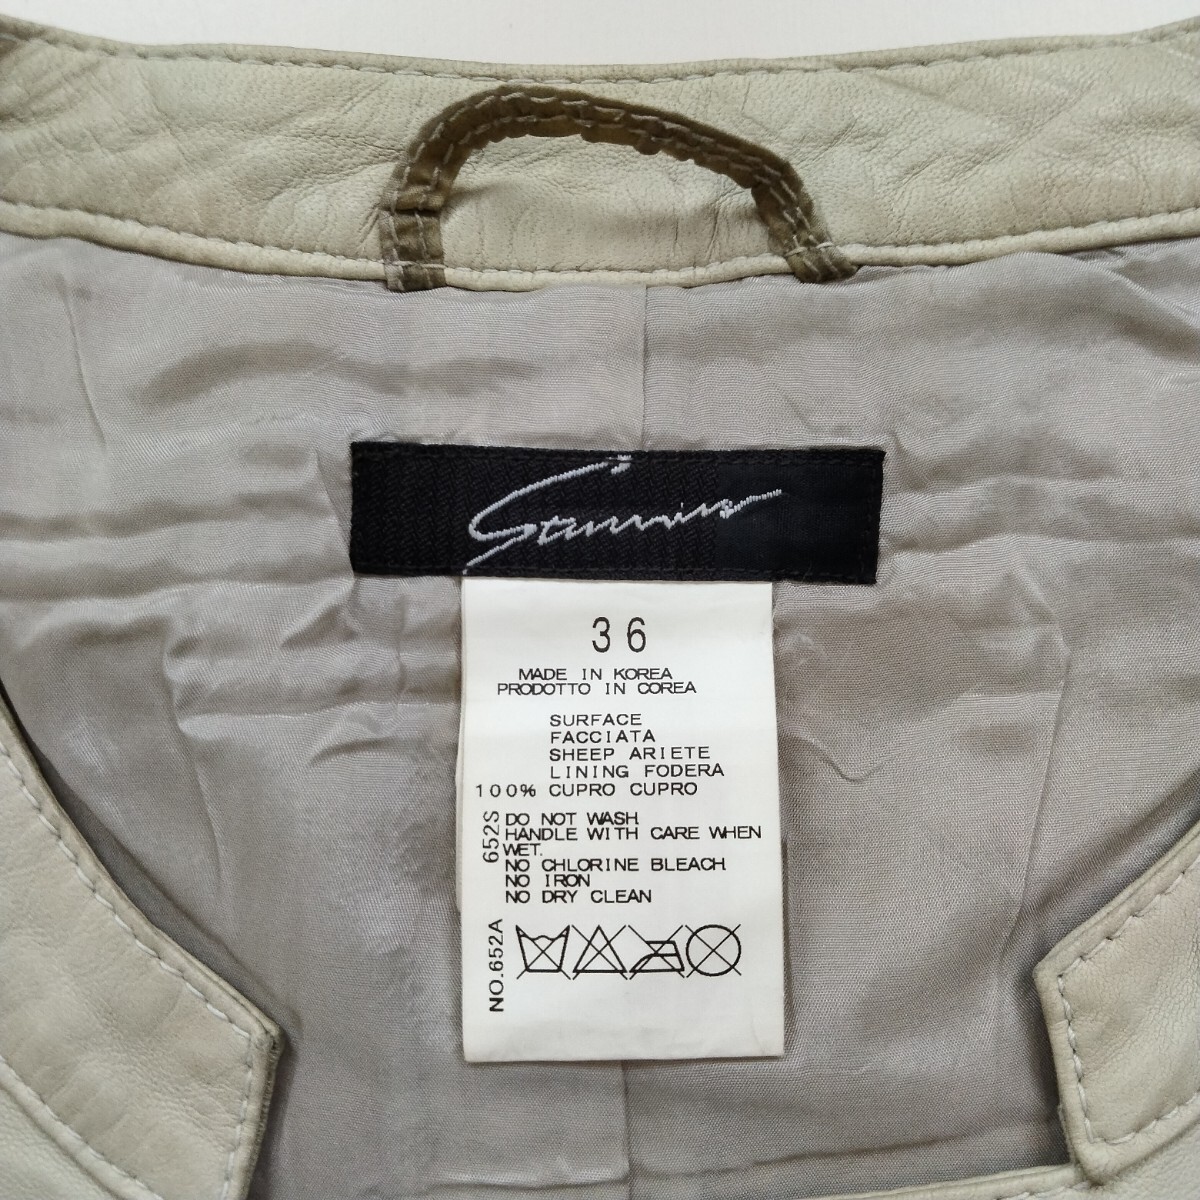 36
MADE IN KOREA
PRODOTTO IN COREA
SURFACE
FACCIATA
SHEEP ARIETE
LINING FODERA
100% CUPRO CUPRO
DO NOT WASH
HANDLE WITH CARE WHEN
WET.
NO CHLORINE BLEACH
NO IRON
NO DRY CLEAN
652S
NO.652A